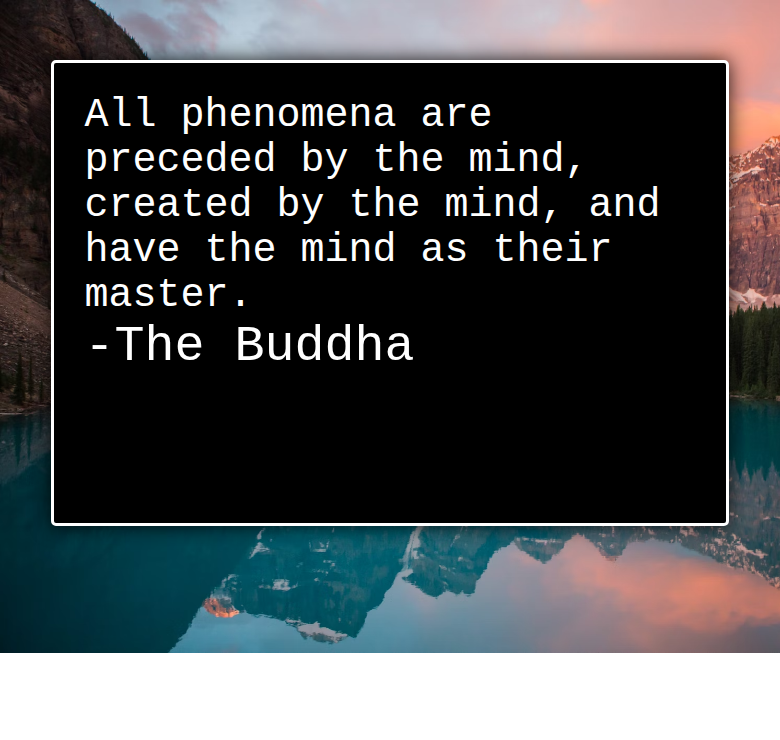 All phenomena are
preceded by the mind,
created by the mind, and
have the mind as their
master.
-The Buddha